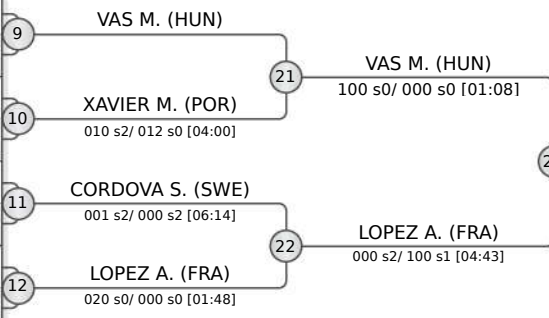 9
VAS M. (HUN)
21
VAS M. (HUN)
100 s0/ 000 s0 [01:08]
10
XAVIER M. (POR)
010 s2/ 012 s0 [04:00]
11
CORDOVA S. (SWE)
001 s2/ 000 s2 [06:14]
22
LOPEZ A. (FRA)
000 s2/ 100 s1 [04:43]
12
LOPEZ A. (FRA)
020 s0/ 000 s0 [01:48]